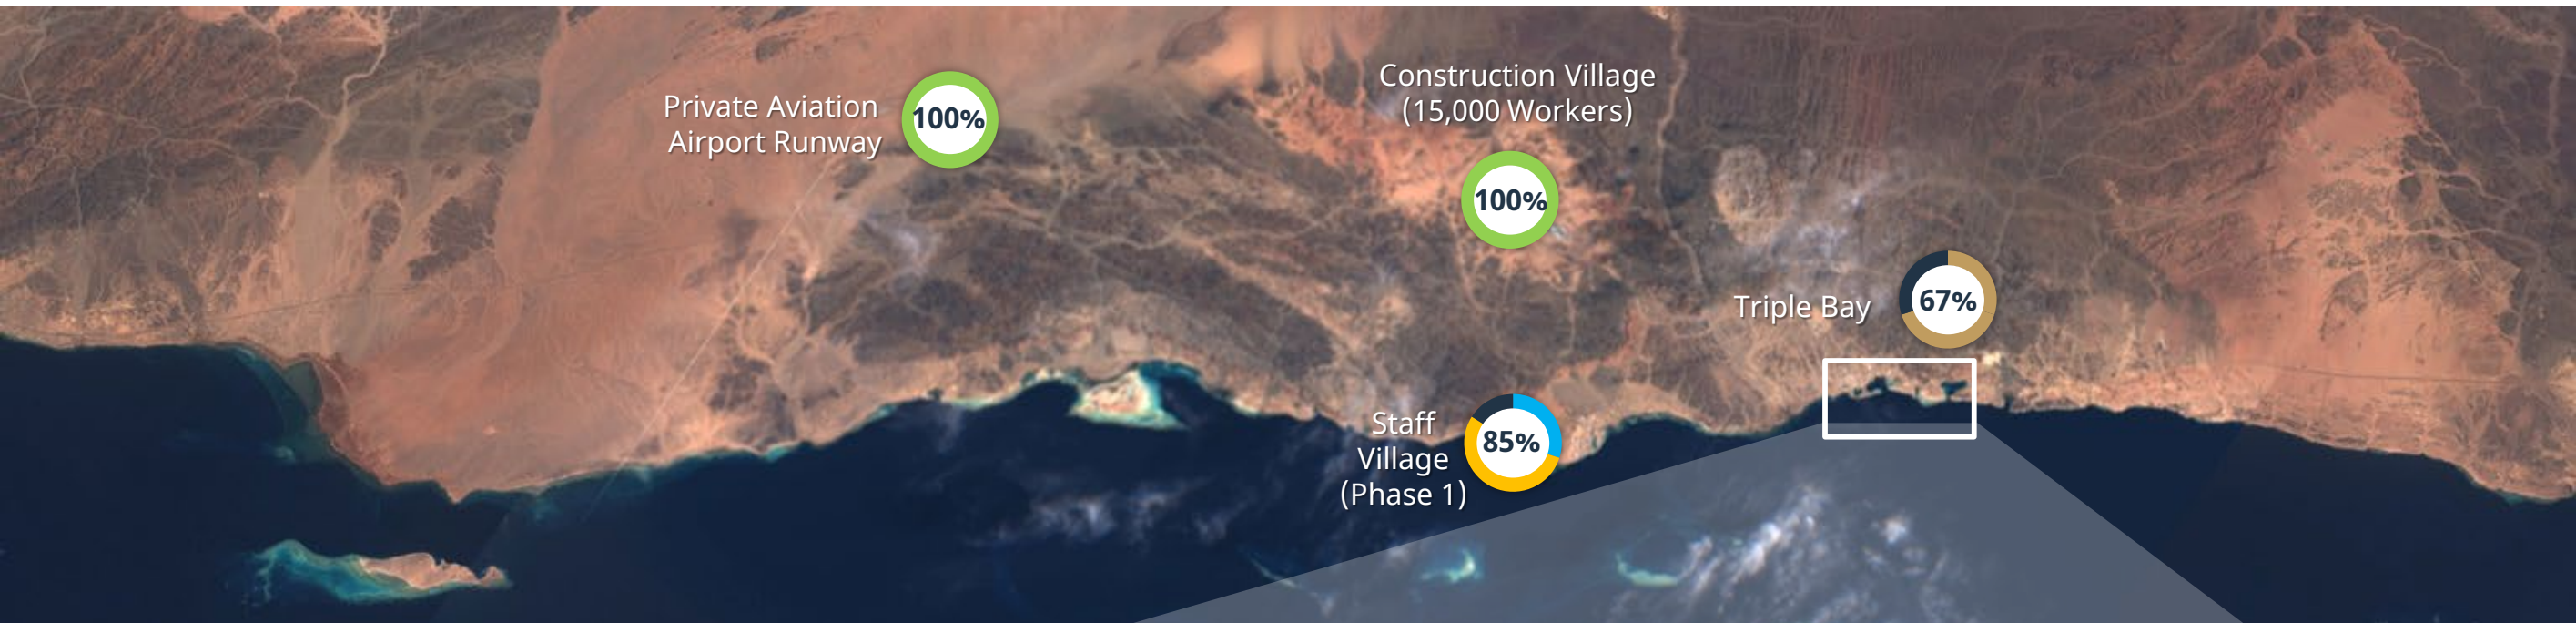 Private Aviation
Airport Runway
100%
Construction Village
(15,000 Workers)
100%
Triple Bay
67%
Staff
Village
(Phase 1)
85%